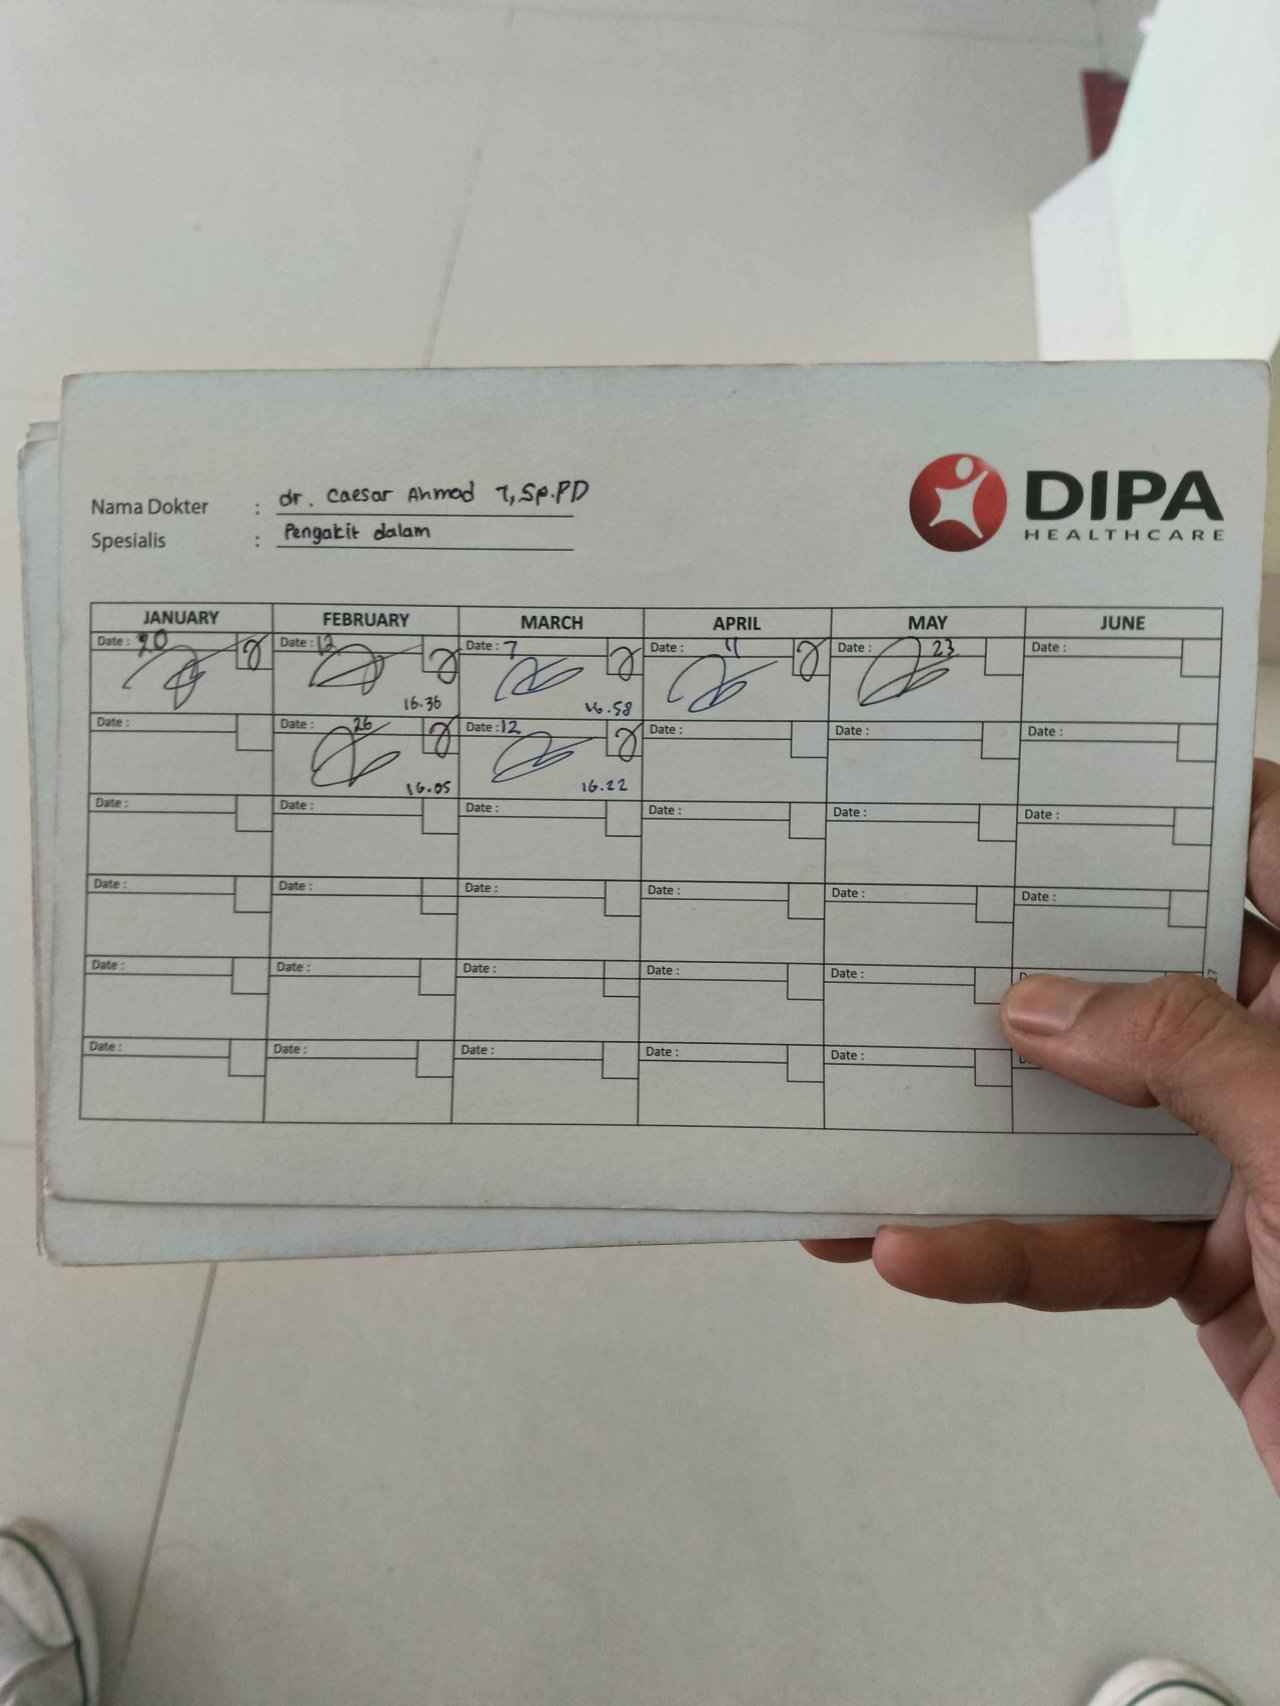 Nama Dokter : dr. Caesar Ahmad T, Sp.PD
Spesialis : Pengakit dalam
DIPA
HEALTHCARE
JANUARY FEBRUARY MARCH APRIL MAY JUNE
Date : 20 Date : 12 Date : 7 Date : 11 Date : 23 Date :
16.36 16.58
Date : Date : 26 Date : 12 Date : Date : Date :
16.05 16.22
Date : Date : Date : Date : Date : Date :
Date : Date : Date : Date : Date : Date :
Date : Date : Date : Date : Date :
Date : Date : Date : Date : Date :